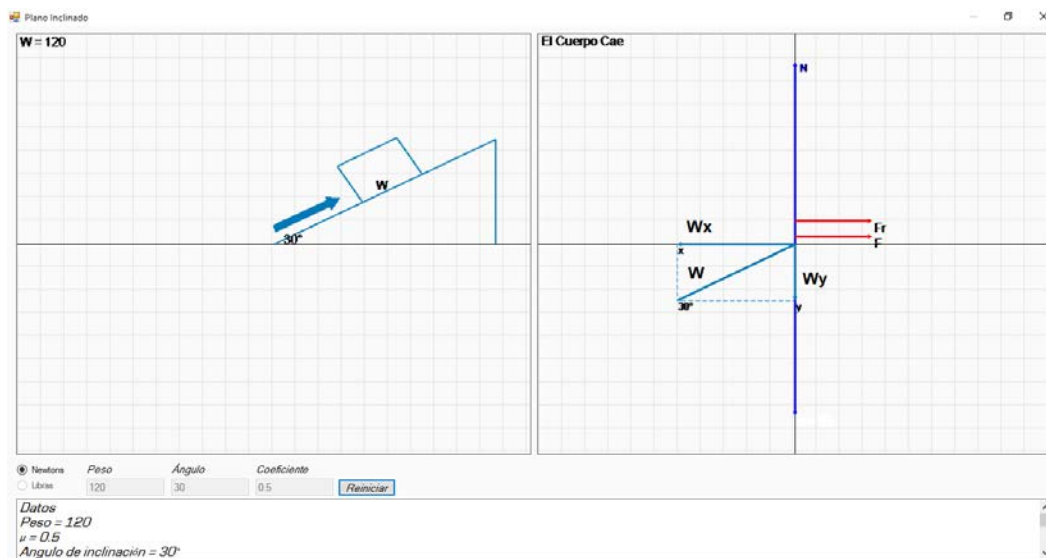 Plano Inclinado
W = 120
W
30°
El Cuerpo Cae
N
Wx
Fr
F
x
W
Wy
30°
y
Newtons Peso Ángulo Coeficiente
Libras 120 30 0.5 Reiniciar
Datos
Peso = 120
μ = 0.5
Angulo de inclinación = 30°